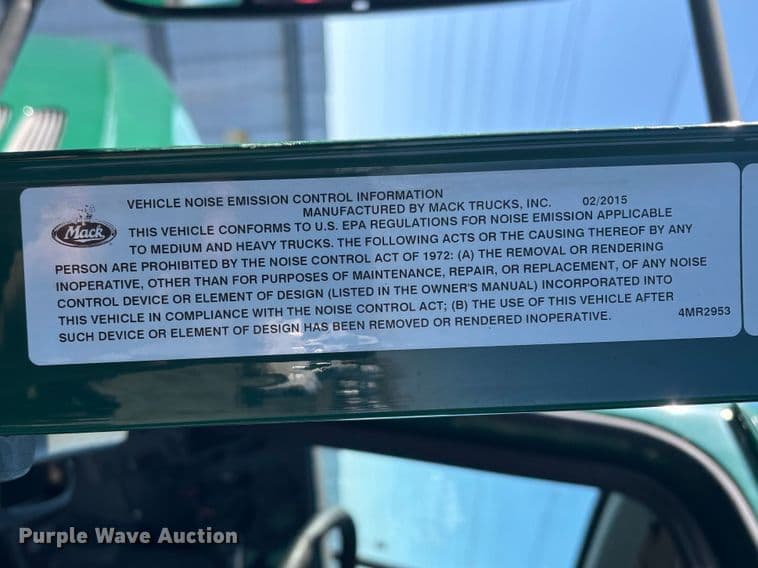 VEHICLE NOISE EMISSION CONTROL INFORMATION
MANUFACTURED BY MACK TRUCKS, INC. 02/2015
Mack
THIS VEHICLE CONFORMS TO U.S. EPA REGULATIONS FOR NOISE EMISSION APPLICABLE
TO MEDIUM AND HEAVY TRUCKS. THE FOLLOWING ACTS OR THE CAUSING THEREOF BY ANY
PERSON ARE PROHIBITED BY THE NOISE CONTROL ACT OF 1972: (A) THE REMOVAL OR RENDERING
INOPERATIVE, OTHER THAN FOR PURPOSES OF MAINTENANCE, REPAIR, OR REPLACEMENT, OF ANY NOISE
CONTROL DEVICE OR ELEMENT OF DESIGN (LISTED IN THE OWNER'S MANUAL) INCORPORATED INTO
THIS VEHICLE IN COMPLIANCE WITH THE NOISE CONTROL ACT; (B) THE USE OF THIS VEHICLE AFTER
SUCH DEVICE OR ELEMENT OF DESIGN HAS BEEN REMOVED OR RENDERED INOPERATIVE. 4MR2953
Purple Wave Auction